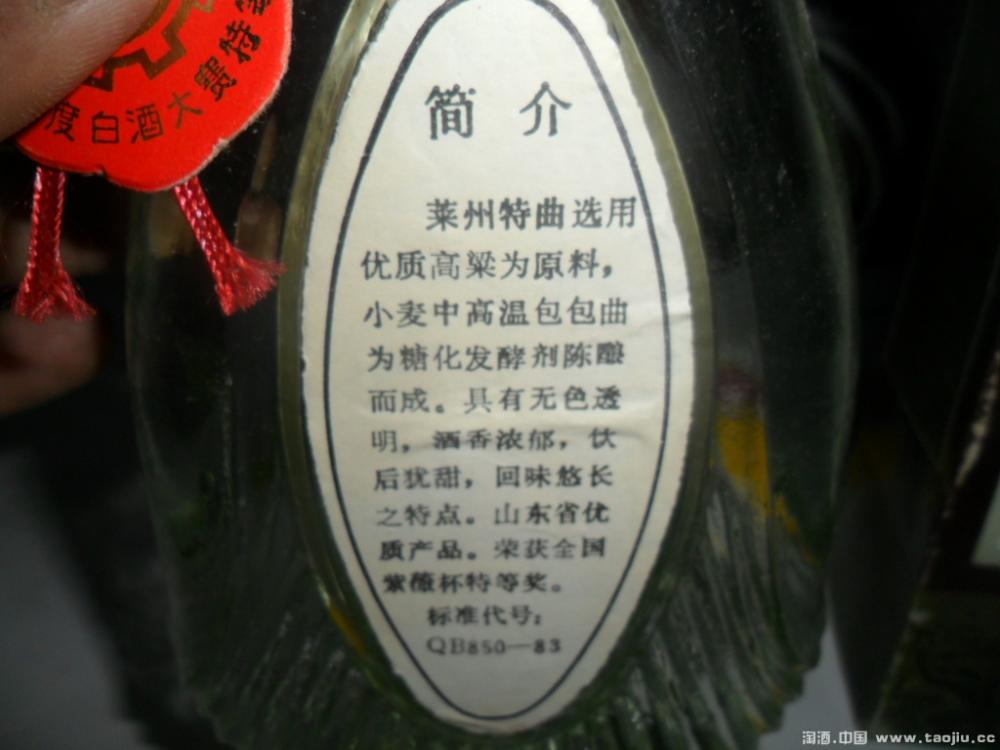 度白酒大赛特
简介
莱州特曲选用
优质高粱为原料，
小麦中高温包包曲
为糖化发酵剂陈酿
而成。具有无色透
明，酒香浓郁，饮
后犹甜，回味悠长
之特点。山东省优
质产品。荣获全国
紫薇杯特等奖。
标准代号：
QB850—83
淘酒.中国 www.taojiu.cc